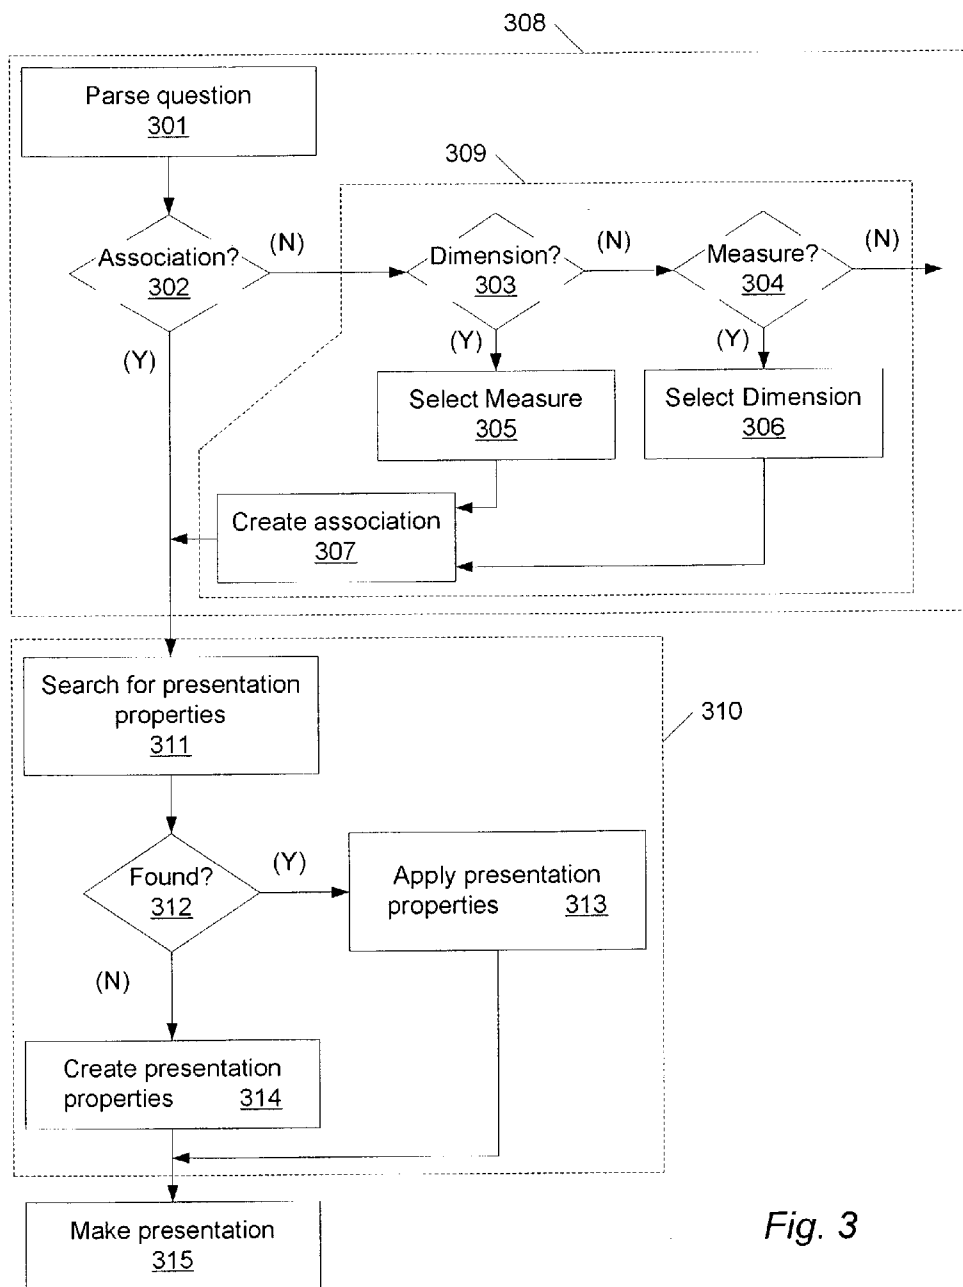 308
Parse question
301
309
Association?
302
(N)
Dimension?
303
(N)
Measure?
304
(N)
(Y)
(Y)
(Y)
Select Measure
305
Select Dimension
306
Create association
307
Search for presentation
properties
311
310
Found?
312
(Y)
Apply presentation
properties 313
(N)
Create presentation
properties 314
Make presentation
315
Fig. 3